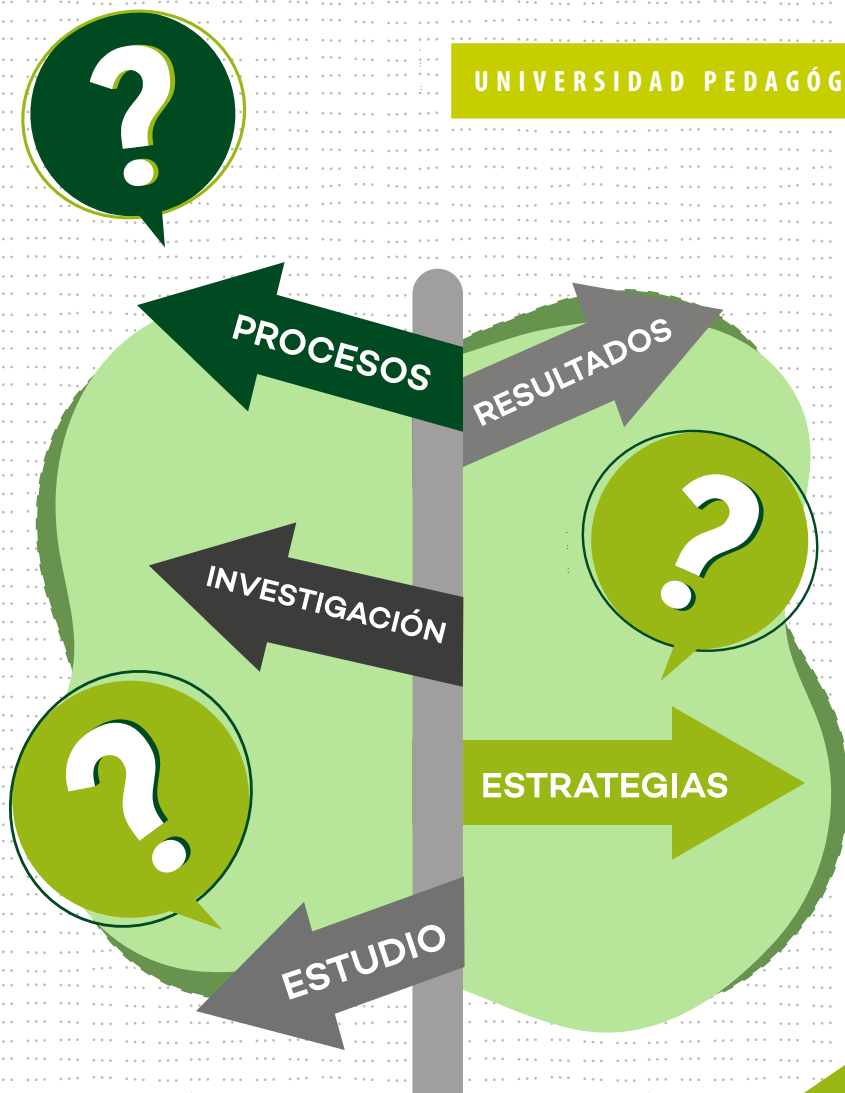 ?
UNIVERSIDAD PEDAGÓG
PROCESOS
RESULTADOS
?
INVESTIGACIÓN
?
ESTRATEGIAS
ESTUDIO